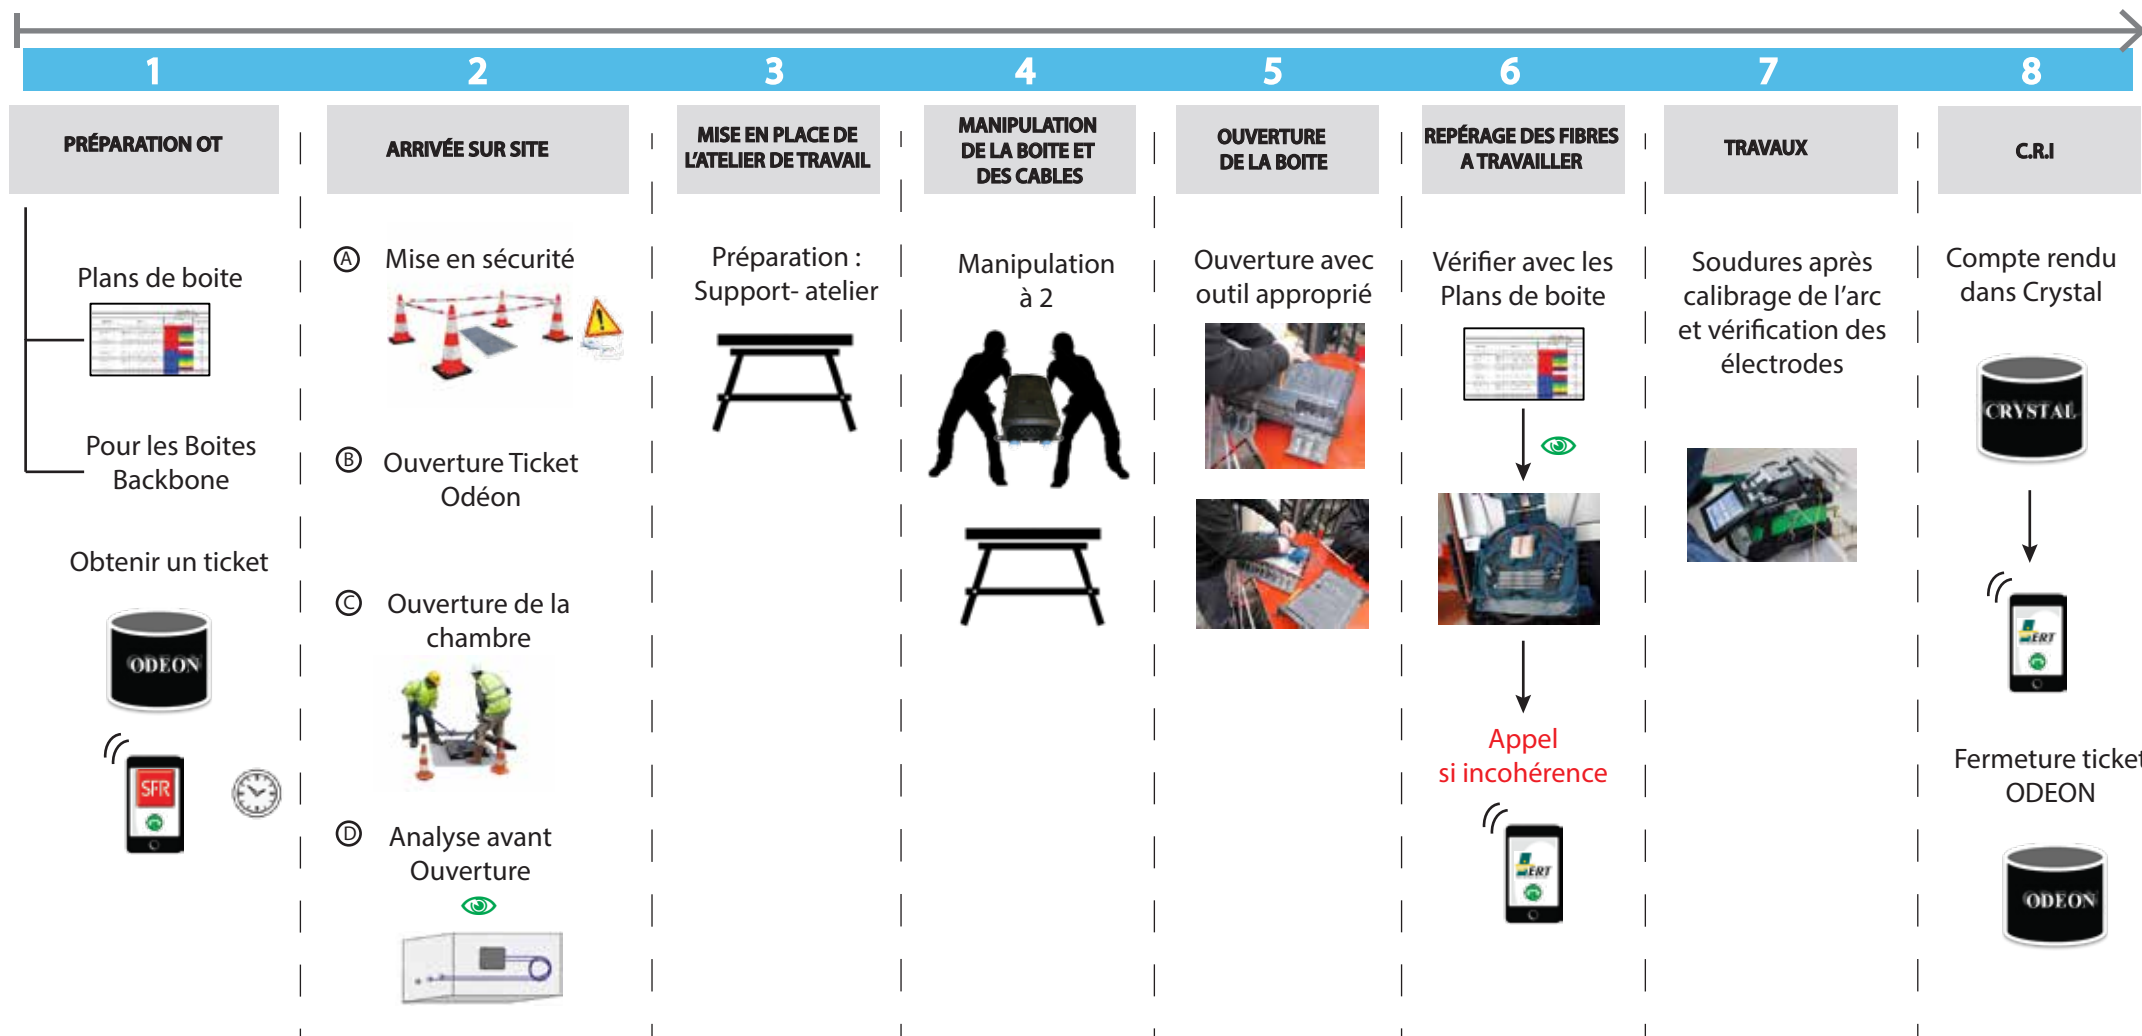 1
2
3
4
5
6
7
8
PRÉPARATION OT
ARRIVÉE SUR SITE
MISE EN PLACE DE
L'ATELIER DE TRAVAIL
MANIPULATION
DE LA BOITE ET
DES CABLES
OUVERTURE
DE LA BOITE
REPÉRAGE DES FIBRES
A TRAVAILLER
TRAVAUX
C.R.I
Plans de boite
Pour les Boites
Backbone
Obtenir un ticket
ODEON
SFR
A Mise en sécurité
B Ouverture Ticket
Odéon
C Ouverture de la
chambre
D Analyse avant
Ouverture
Préparation :
Support- atelier
Manipulation
à 2
Ouverture avec
outil approprié
Vérifier avec les
Plans de boite
Appel
si incohérence
ERT
Soudures après
calibrage de l'arc
et vérification des
électrodes
Compte rendu
dans Crystal
CRYSTAL
ERT
Fermeture ticket
ODEON
ODEON